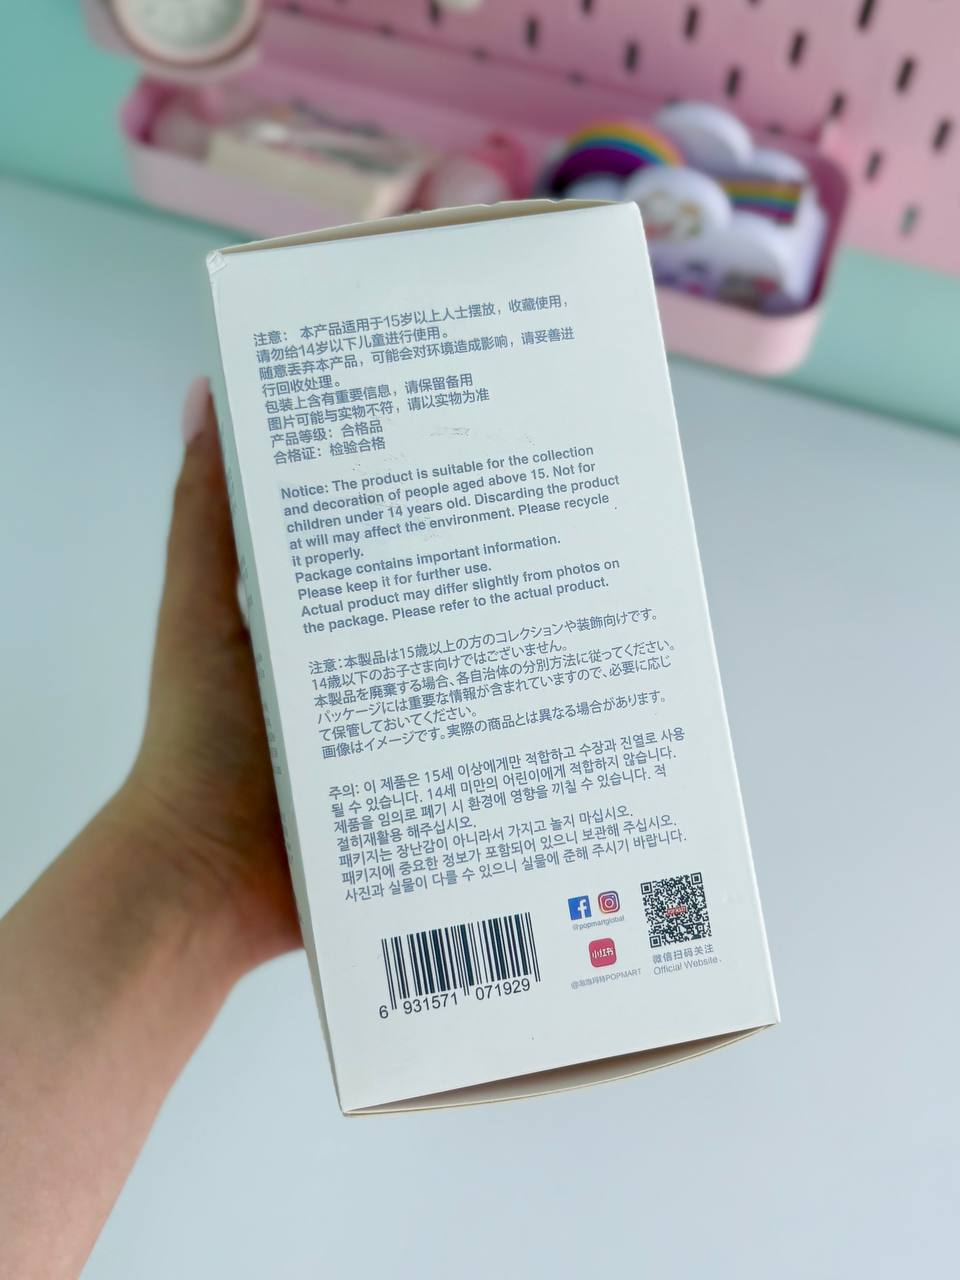 注意： 本产品适用于15岁以上人士摆放，收藏使用，
请勿给14岁以下儿童进行使用。
随意丢弃本产品，可能会对环境造成影响，请妥善进
行回收处理。
包装上含有重要信息，请保留备用
图片可能与实物不符，请以实物为准
产品等级：合格品
合格证：检验合格
Notice: The product is suitable for the collection
and decoration of people aged above 15. Not for
children under 14 years old. Discarding the product
at will may affect the environment. Please recycle
it properly.
Package contains important information.
Please keep it for further use.
Actual product may differ slightly from photos on
the package. Please refer to the actual product.
注意：本製品は15歳以上の方のコレクションや装飾向けです。
14歳以下のお子さま向けではございません。
本製品を廃棄する場合、各自治体の分別方法に従ってください。
パッケージには重要な情報が含まれていますので、必要に応じ
て保管しておいてください。
画像はイメージです。実際の商品とは異なる場合があります。
주의: 이 제품은 15세 이상에게만 적합하고 수장과 진열로 사용
될 수 있습니다. 14세 미만의 어린이에게 적합하지 않습니다.
제품을 임의로 폐기 시 환경에 영향을 끼칠 수 있습니다. 적
절히재활용 해주십시오.
패키지는 장난감이 아니라서 가지고 놀지 마십시오.
패키지에 중요한 정보가 포함되어 있으니 보관해 주십시오.
사진과 실물이 다를 수 있으니 실물에 준해 주시기 바랍니다.
6 931571 071929
@popmartglobal
小红书
@泡泡玛特POPMART
微信扫码关注
Official Website.